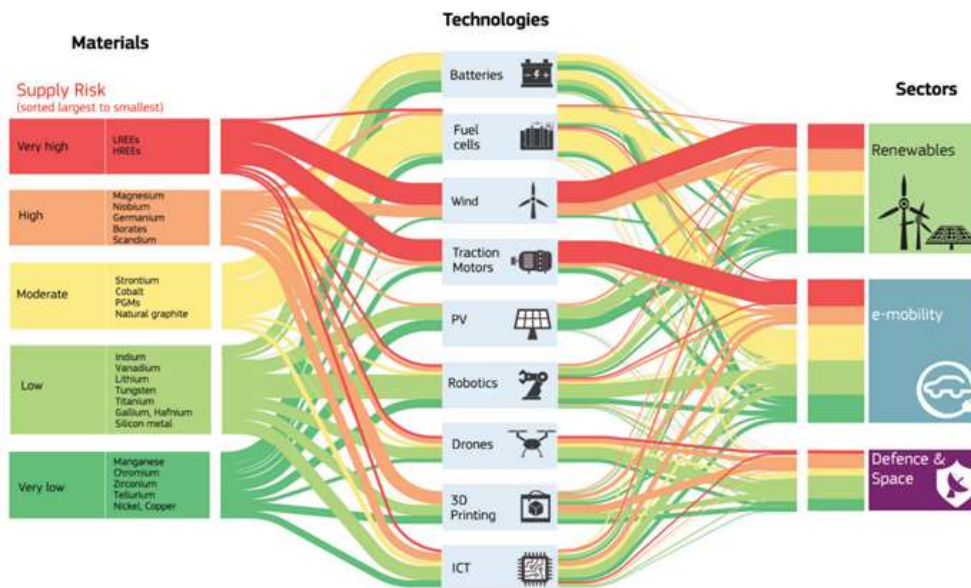 Materials
Technologies
Sectors
Supply Risk
(sorted largest to smallest)
Very high
LREEs
HREEs
High
Magnesium
Niobium
Germanium
Borates
Scandium
Moderate
Strontium
Cobalt
PGMs
Natural graphite
Low
Indium
Vanadium
Lithium
Tungsten
Titanium
Gallium, Hafnium
Silicon metal
Very low
Manganese
Chromium
Zirconium
Tellurium
Nickel, Copper
Batteries
Fuel
cells
Wind
Traction
Motors
PV
Robotics
Drones
3D
Printing
ICT
Renewables
e-mobility
Defence &
Space